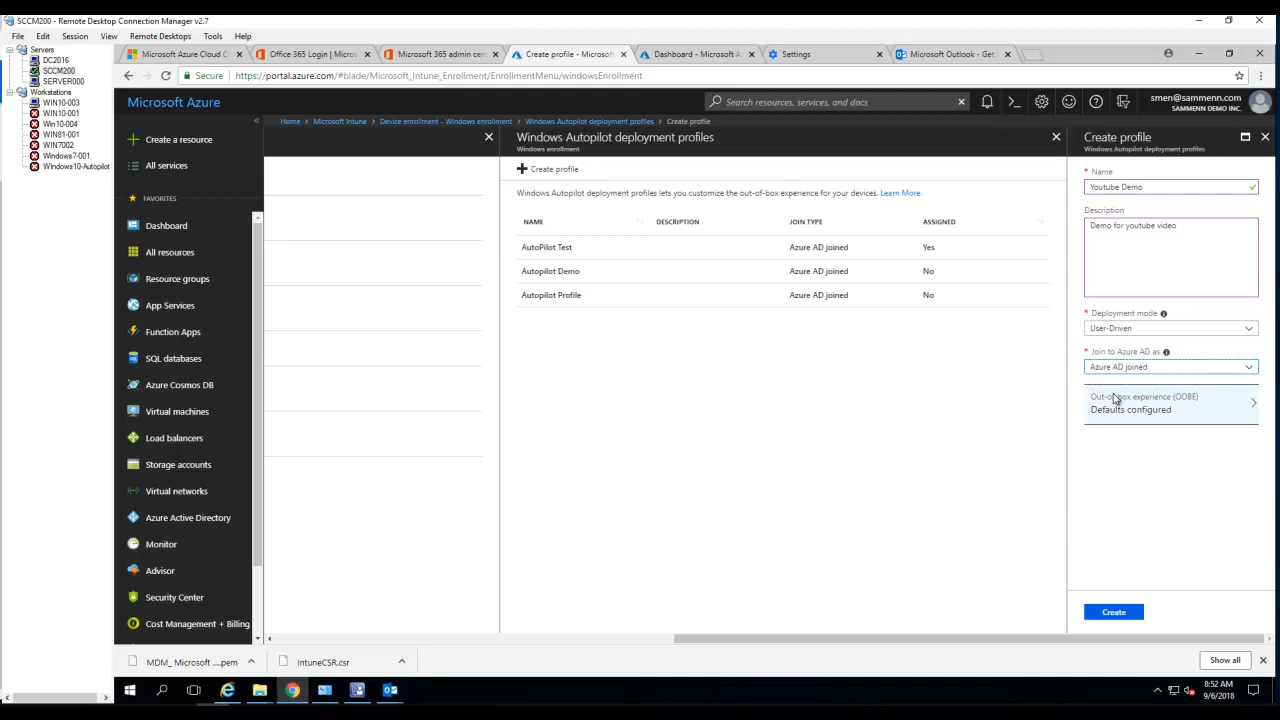 SCCM200 - Remote Desktop Connection Manager v2.7
File Edit Session View Remote Desktops Tools Help
Servers
DC2016
SCCM200
SERVER000
Workstations
WIN10-003
WIN10-001
Win10-004
WIN81-001
WIN7002
Windows7-001
Windows10-Autopilot
Microsoft Azure Cloud C
Office 365 Login | Micros
Microsoft 365 admin cen
Create profile - Microsof
Dashboard - Microsoft A
Settings
Microsoft Outlook - Get
Secure https://portal.azure.com/#blade/Microsoft_Intune_Enrollment/EnrollmentMenu/windowsEnrollment
Microsoft Azure
Search resources, services, and docs
smen@sammenn.com
SAMMENN DEMO INC.
Home > Microsoft Intune > Device enrollment - Windows enrollment > Windows Autopilot deployment profiles > Create profile
Create a resource
All services
FAVORITES
Dashboard
All resources
Resource groups
App Services
Function Apps
SQL databases
Azure Cosmos DB
Virtual machines
Load balancers
Storage accounts
Virtual networks
Azure Active Directory
Monitor
Advisor
Security Center
Cost Management + Billing
Windows Autopilot deployment profiles
Windows enrollment
Create profile
Windows Autopilot deployment profiles lets you customize the out-of-box experience for your devices. Learn More.
NAME DESCRIPTION JOIN TYPE ASSIGNED
AutoPilot Test Azure AD joined Yes
Autopilot Demo Azure AD joined No
Autopilot Profile Azure AD joined No
Create profile
Windows Autopilot deployment profiles
* Name
Youtube Demo
Description
Demo for youtube video
* Deployment mode
User-Driven
* Join to Azure AD as
Azure AD joined
Out-of-box experience (OOBE)
Defaults configured
Create
MDM_ Microsoft ....pem
IntuneCSR.csr
Show all
8:52 AM
9/6/2018